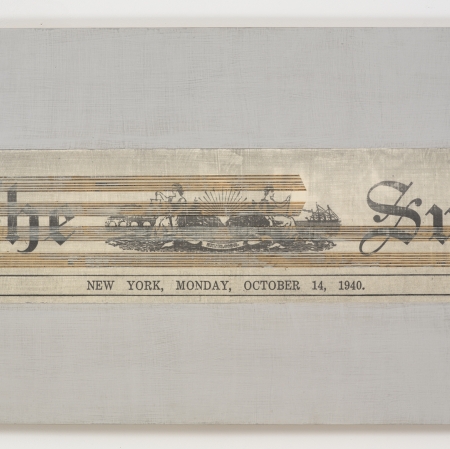 he Su
NEW YORK, MONDAY, OCTOBER 14, 1940.